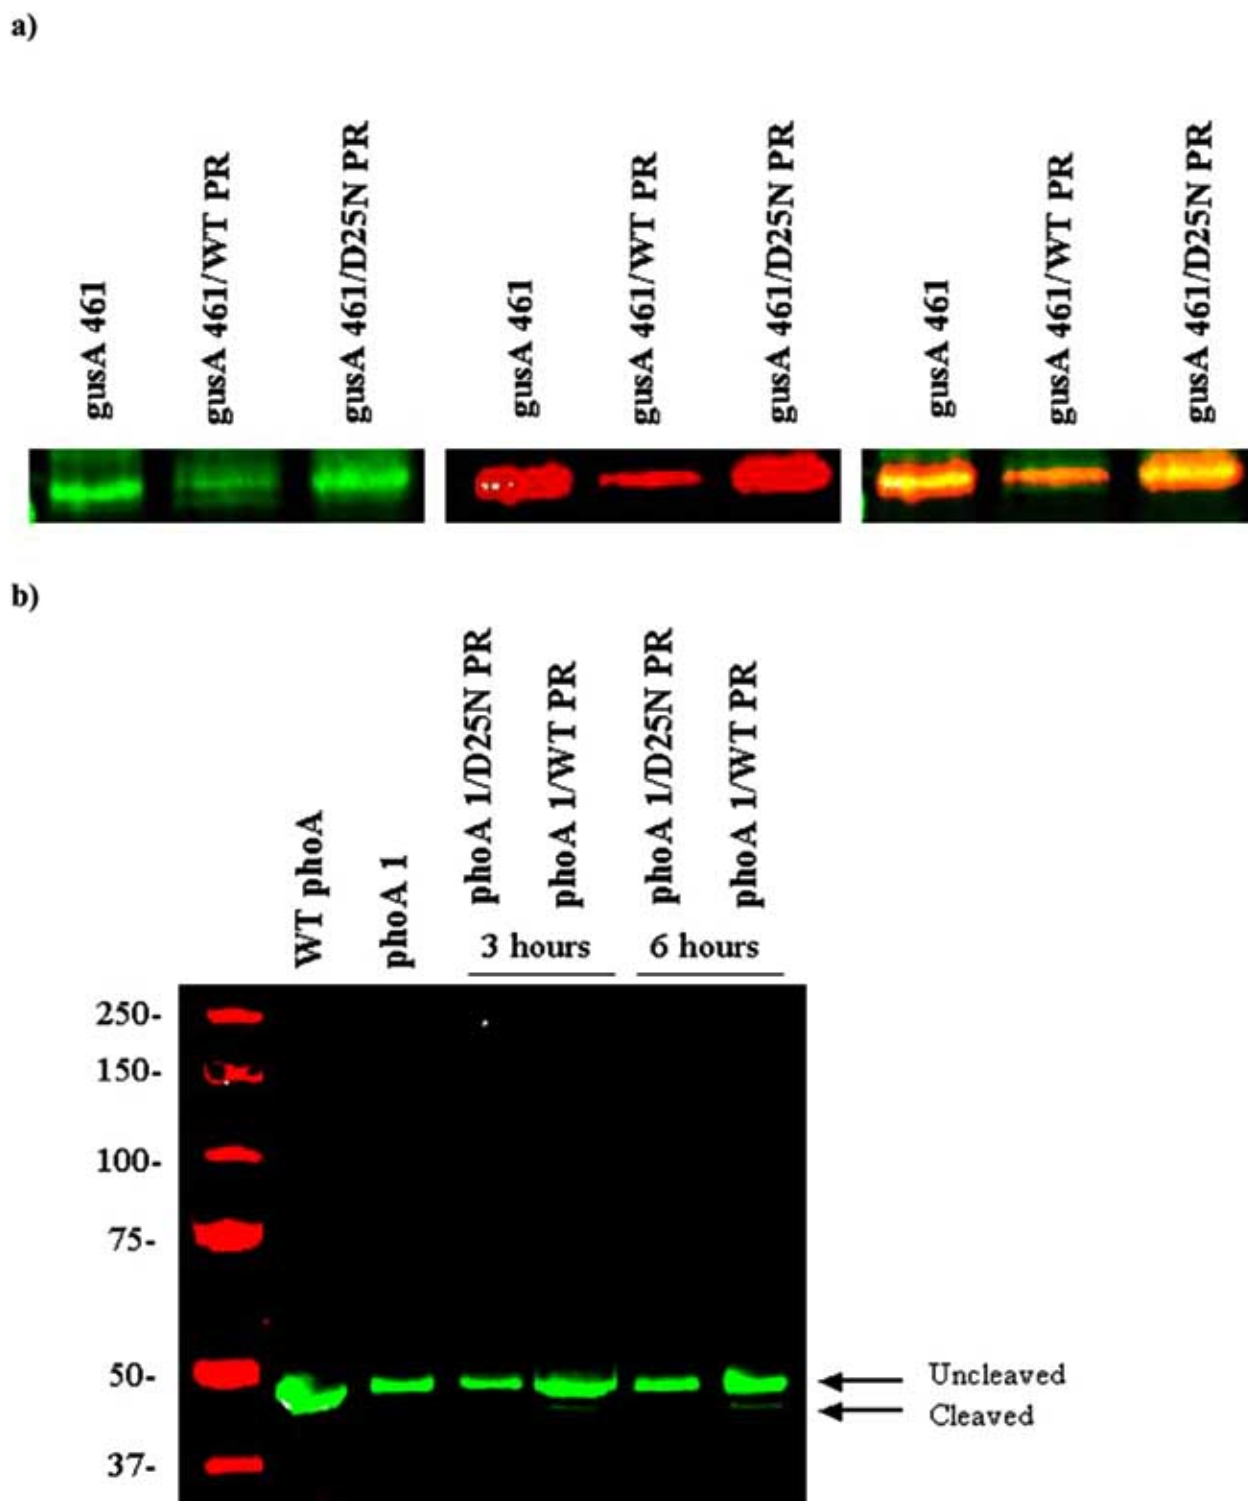 a)
gusA 461
gusA 461/WT PR
gusA 461/D25N PR
gusA 461
gusA 461/WT PR
gusA 461/D25N PR
gusA 461
gusA 461/WT PR
gusA 461/D25N PR
b)
WT phoA
phoA 1
phoA 1/D25N PR
phoA 1/WT PR
phoA 1/D25N PR
phoA 1/WT PR
3 hours
6 hours
250-
150-
100-
75-
50-
37-
Uncleaved
Cleaved